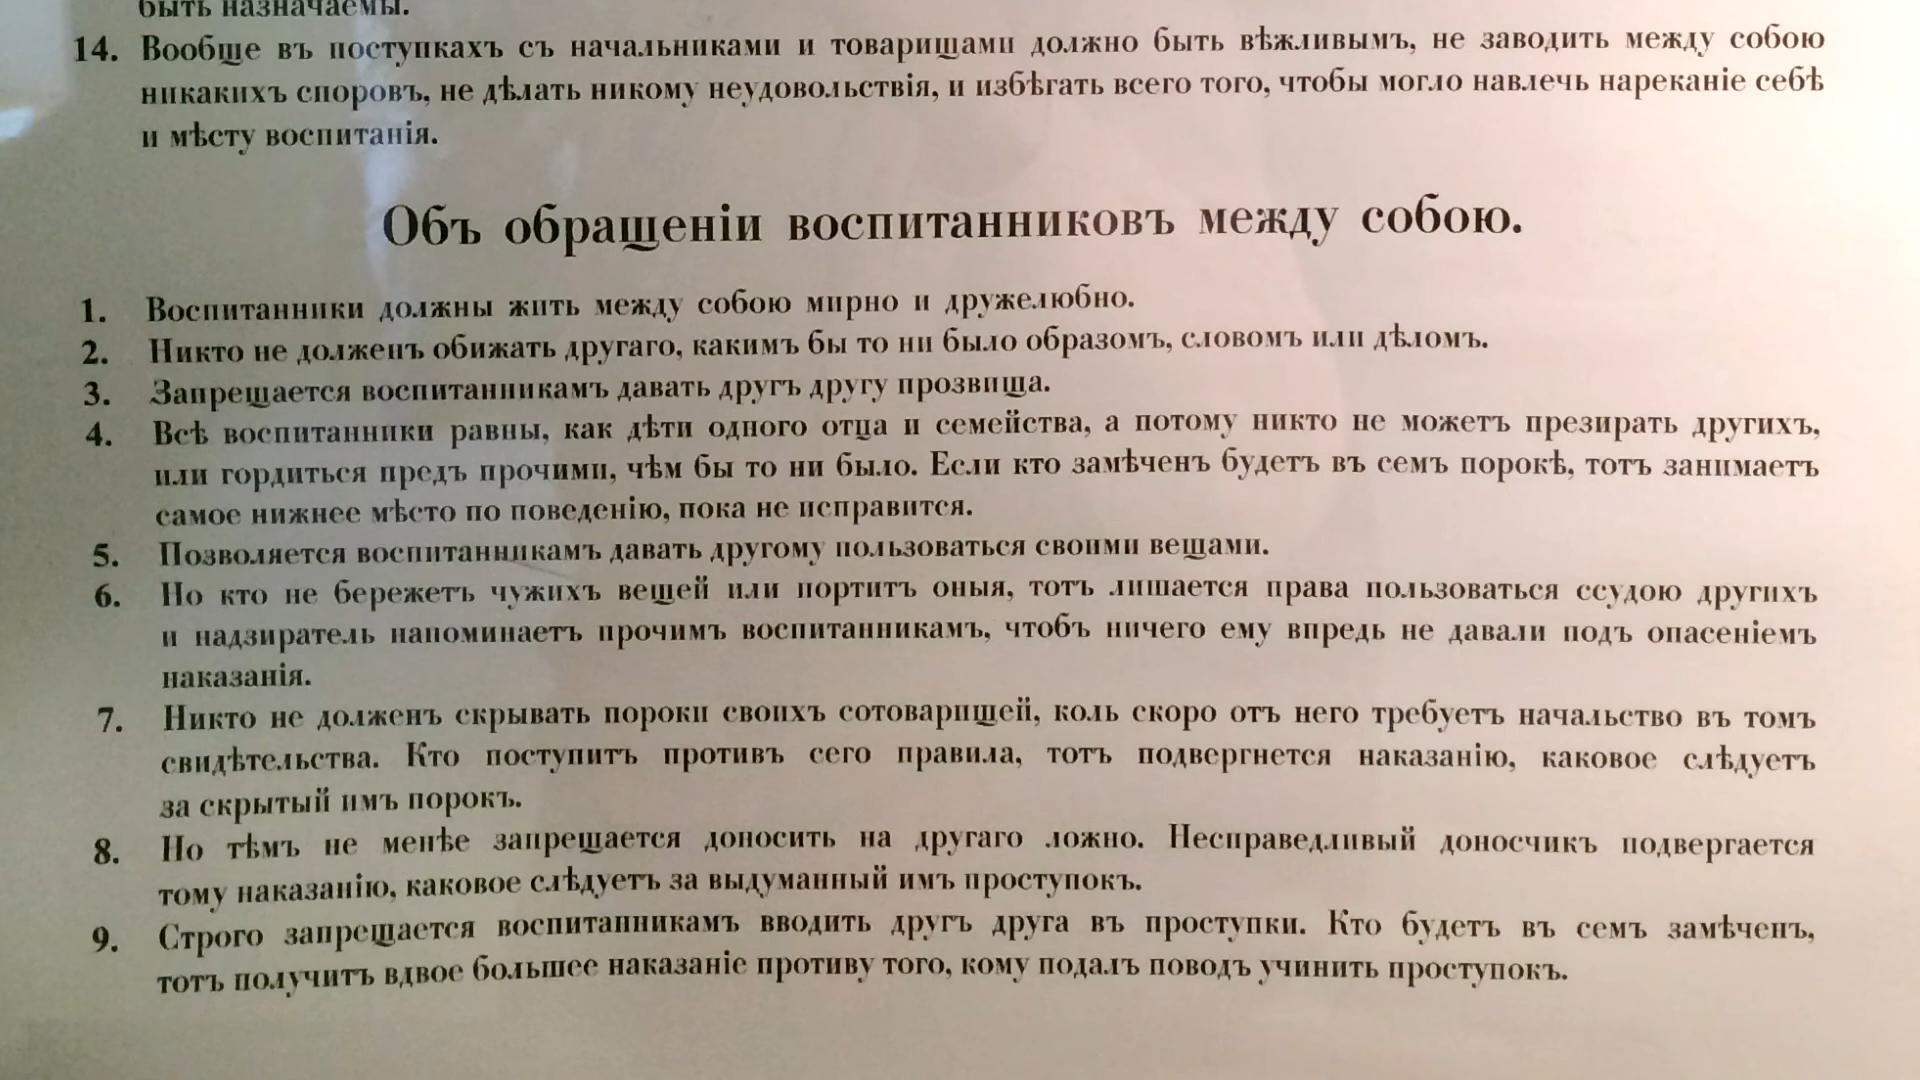 быть назначаемы.
14. Вообще въ поступкахъ съ начальниками и товарищами должно быть вѣжливымъ, не заводить между собою
никакихъ споровъ, не дѣлать никому неудовольствія, и избѣгать всего того, чтобы могло навлечь нареканіе себѣ
и мѣсту воспитанія.
Объ обращеніи воспитанниковъ между собою.
1. Воспитанники должны жить между собою мирно и дружелюбно.
2. Никто не долженъ обижать другаго, какимъ бы то ни было образомъ, словомъ или дѣломъ.
3. Запрещается воспитанникамъ давать другъ другу прозвища.
4. Всѣ воспитанники равны, как дѣти одного отца и семейства, а потому никто не можетъ презирать другихъ,
или гордиться предъ прочими, чѣм бы то ни было. Если кто замѣченъ будетъ въ семъ порокѣ, тотъ занимаетъ
самое нижнее мѣсто по поведенію, пока не исправится.
5. Позволяется воспитанникамъ давать другому пользоваться своими вещами.
6. Но кто не бережетъ чужихъ вещей или портитъ оныя, тотъ лишается права пользоваться ссудою другихъ
и надзиратель напоминаетъ прочимъ воспитанникамъ, чтобъ ничего ему впредь не давали подъ опасеніемъ
наказанія.
7. Никто не долженъ скрывать пороки своихъ сотоварищей, коль скоро отъ него требуетъ начальство въ томъ
свидѣтельства. Кто поступитъ противъ сего правила, тотъ подвергнется наказанію, каковое слѣдуетъ
за скрытый имъ порокъ.
8. Но тѣмъ не менѣе запрещается доносить на другаго ложно. Несправедливый доносчикъ подвергается
тому наказанію, каковое слѣдуетъ за выдуманный имъ проступокъ.
9. Строго запрещается воспитанникамъ вводить другъ друга въ проступки. Кто будетъ въ семъ замѣченъ,
тотъ получитъ вдвое большее наказаніе противу того, кому подалъ поводъ учинить проступокъ.